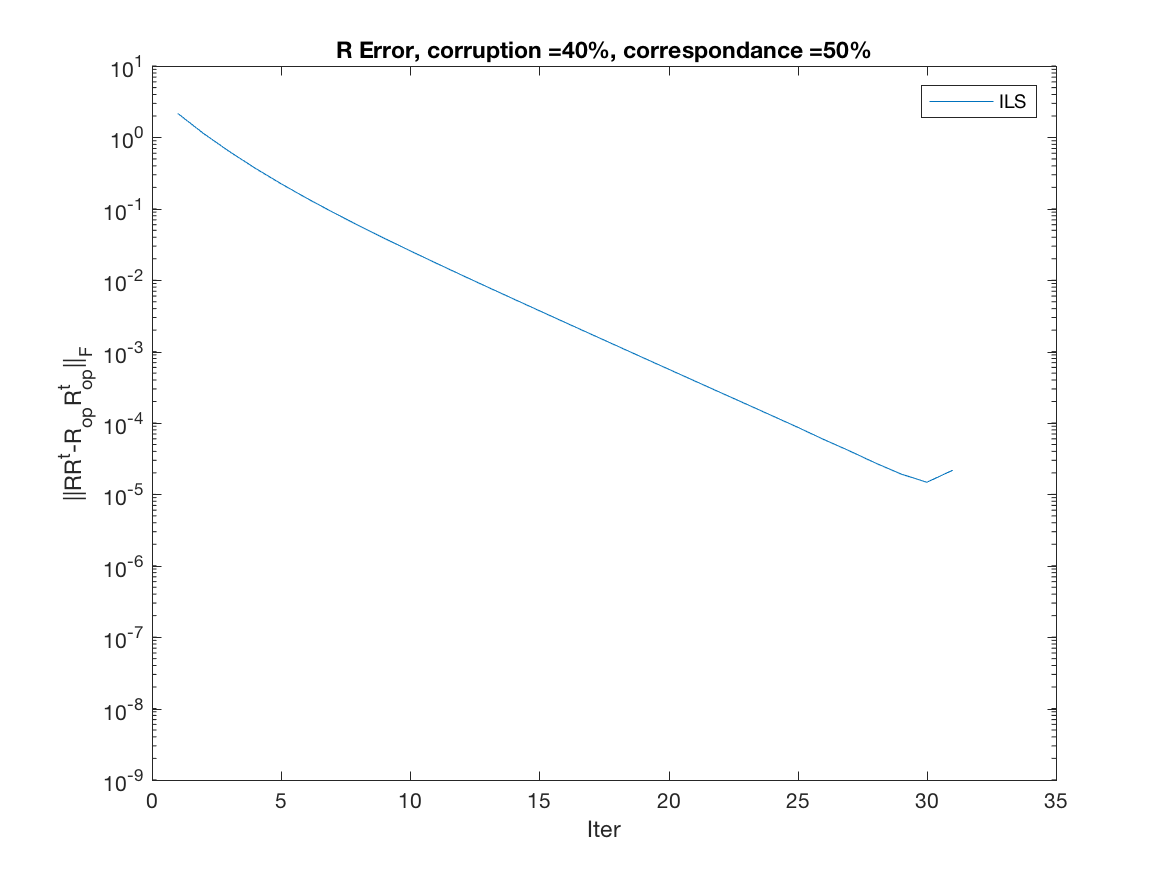 R Error, corruption =40%, correspondance =50%
ILS
10^1
10^0
10^-1
10^-2
10^-3
10^-4
10^-5
10^-6
10^-7
10^-8
10^-9
||RR^t-R_op R^t_op||_F
0 5 10 15 20 25 30 35
Iter